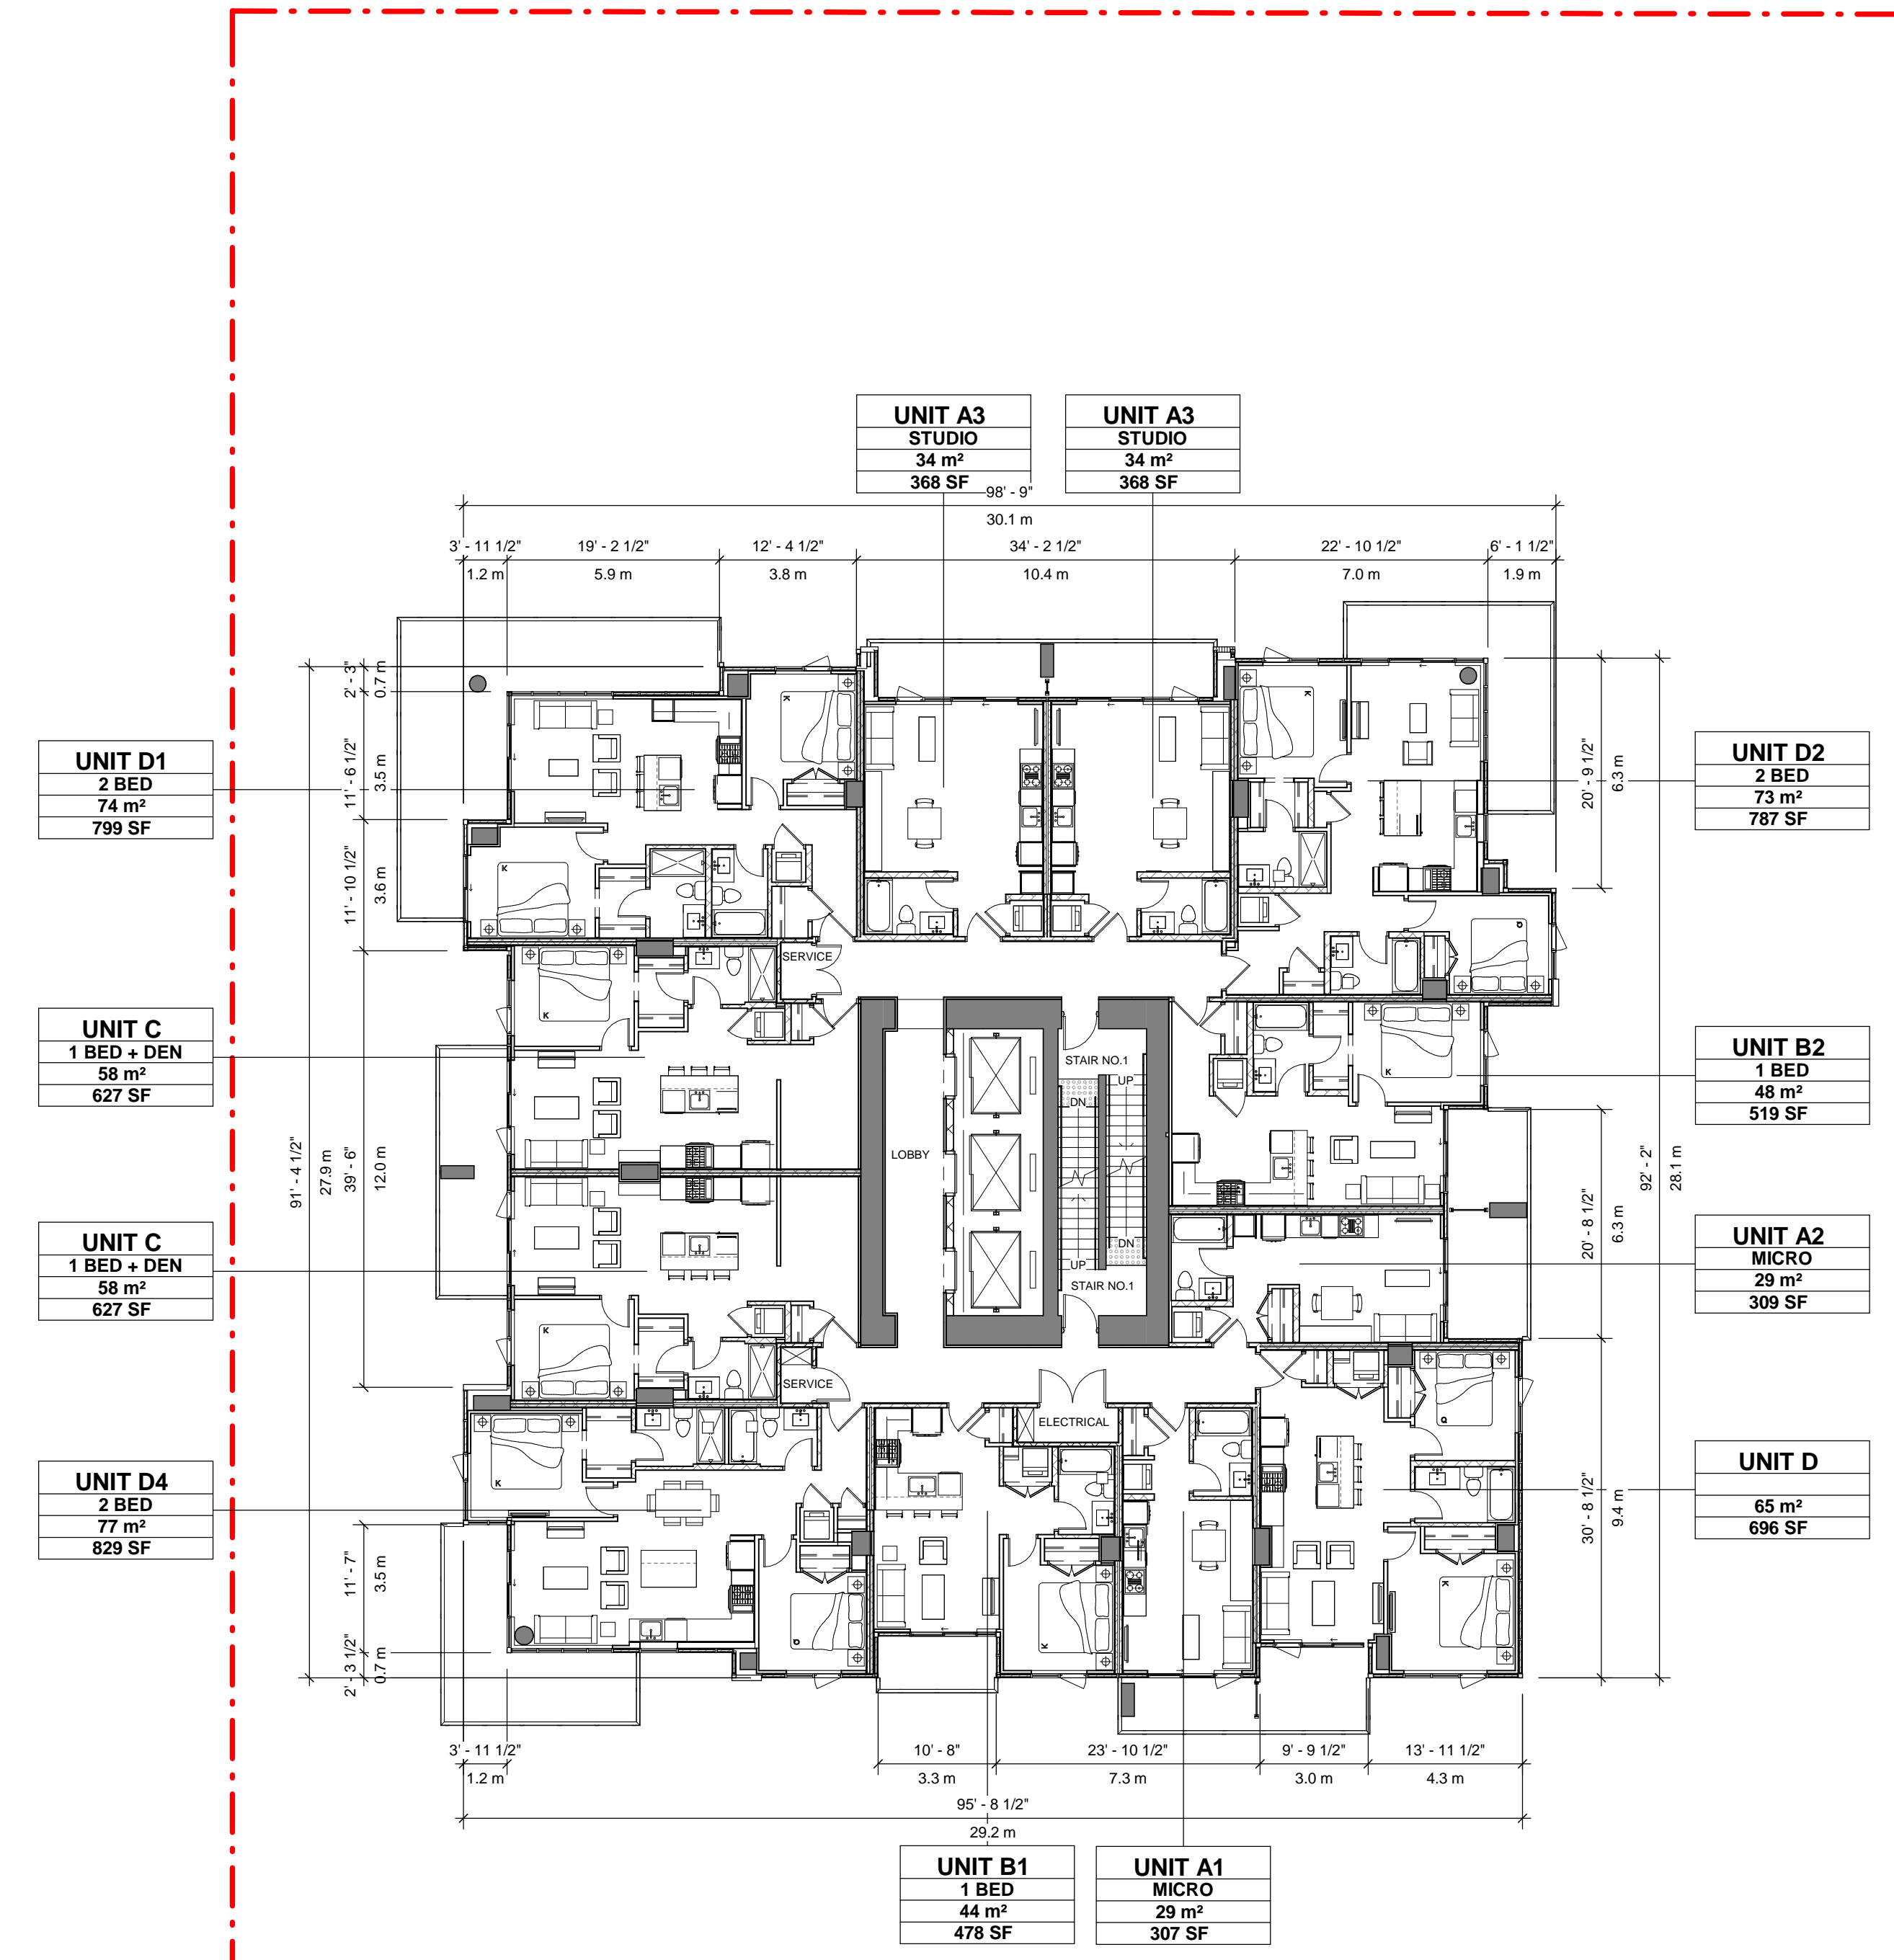 UNIT A3
STUDIO
34 m²
368 SF
UNIT A3
STUDIO
34 m²
368 SF
98' - 9"
30.1 m
3' - 11 1/2"
19' - 2 1/2"
12' - 4 1/2"
34' - 2 1/2"
22' - 10 1/2"
6' - 1 1/2"
1.2 m
5.9 m
3.8 m
10.4 m
7.0 m
1.9 m
2' - 3"
0.7 m
11' - 6 1/2"
3.5 m
11' - 10 1/2"
3.6 m
91' - 4 1/2"
27.9 m
39' - 6"
12.0 m
11' - 7"
3.5 m
2' - 3 1/2"
0.7 m
UNIT D1
2 BED
74 m²
799 SF
UNIT C
1 BED + DEN
58 m²
627 SF
UNIT C
1 BED + DEN
58 m²
627 SF
UNIT D4
2 BED
77 m²
829 SF
K
K
K
K
SERVICE
K
Q
STAIR NO.1
UP
DN
LOBBY
K
DN
UP
STAIR NO.1
K
SERVICE
ELECTRICAL
K
Q
K
Q
K
20' - 9 1/2"
6.3 m
20' - 8 1/2"
6.3 m
92' - 2"
28.1 m
30' - 8 1/2"
9.4 m
UNIT D2
2 BED
73 m²
787 SF
UNIT B2
1 BED
48 m²
519 SF
UNIT A2
MICRO
29 m²
309 SF
UNIT D
65 m²
696 SF
3' - 11 1/2"
10' - 8"
23' - 10 1/2"
9' - 9 1/2"
13' - 11 1/2"
1.2 m
3.3 m
7.3 m
3.0 m
4.3 m
95' - 8 1/2"
29.2 m
UNIT B1
1 BED
44 m²
478 SF
UNIT A1
MICRO
29 m²
307 SF